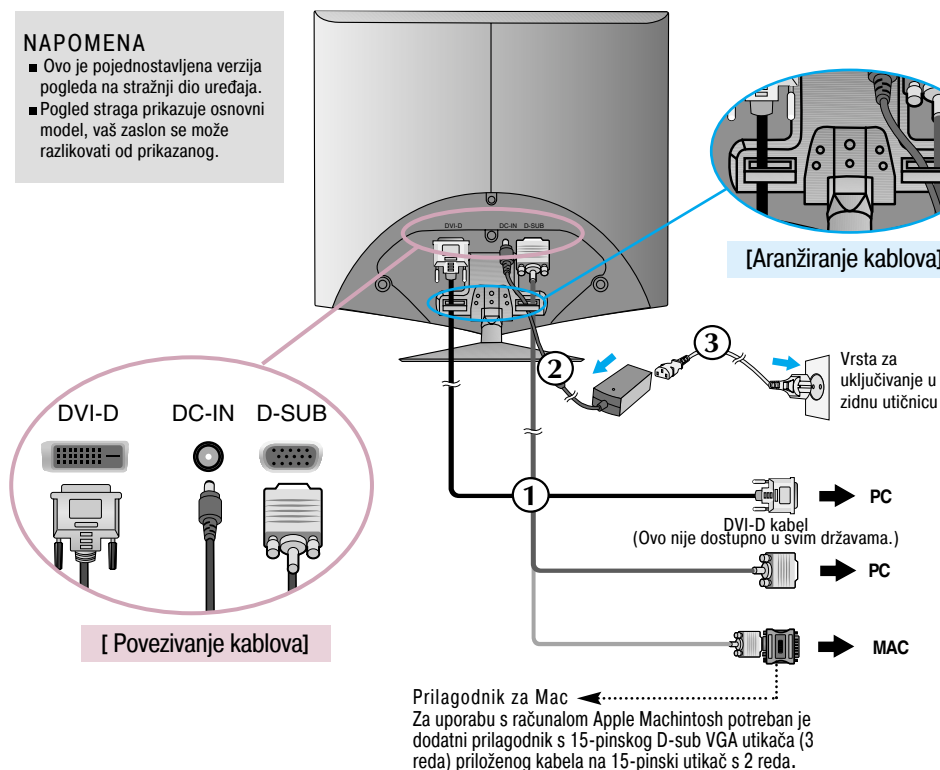 NAPOMENA
■ Ovo je pojednostavljena verzija
pogleda na stražnji dio uređaja.
■ Pogled straga prikazuje osnovni
model, vaš zaslon se može
razlikovati od prikazanog.
DVI-D DC-IN D-SUB
[Aranžiranje kablova]
2
3
Vrsta za
uključivanje u
zidnu utičnicu
DVI-D DC-IN D-SUB
[ Povezivanje kablova]
1
PC
DVI-D kabel
(Ovo nije dostupno u svim državama.)
PC
MAC
Prilagodnik za Mac
Za uporabu s računalom Apple Machintosh potreban je
dodatni prilagodnik s 15-pinskog D-sub VGA utikača (3
reda) priloženog kabela na 15-pinski utikač s 2 reda.